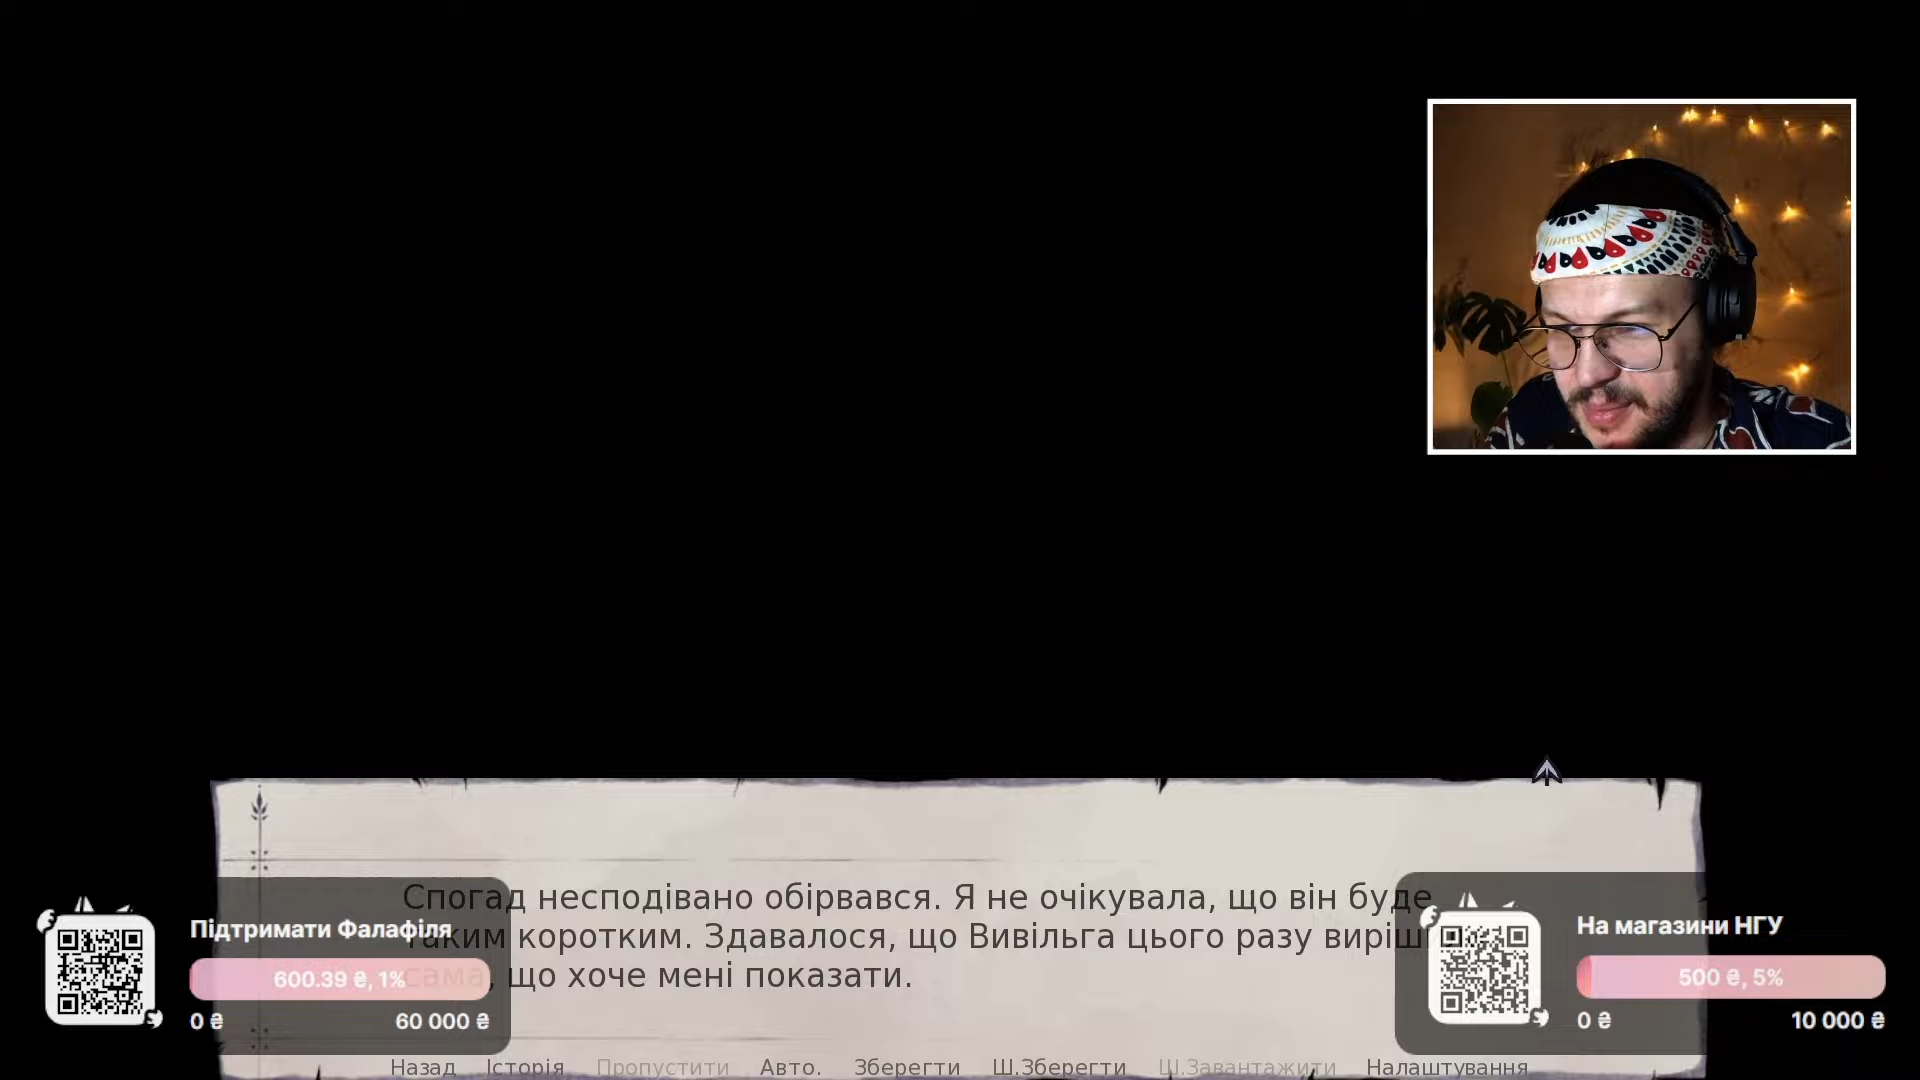 Спогад несподівано обірвався. Я не очікувала, що він буде
таким коротким. Здавалося, що Вивільга цього разу
сама, що хоче мені показати.
Підтримати Фалафіля
600.39 ₴, 1%
0 ₴
60 000 ₴
На магазини НГУ
500 ₴, 5%
0 ₴
10 000 ₴
Назад Історія Пропустити Авто. Зберегти Ш.Зберегти Ш.Завантажити Налаштування